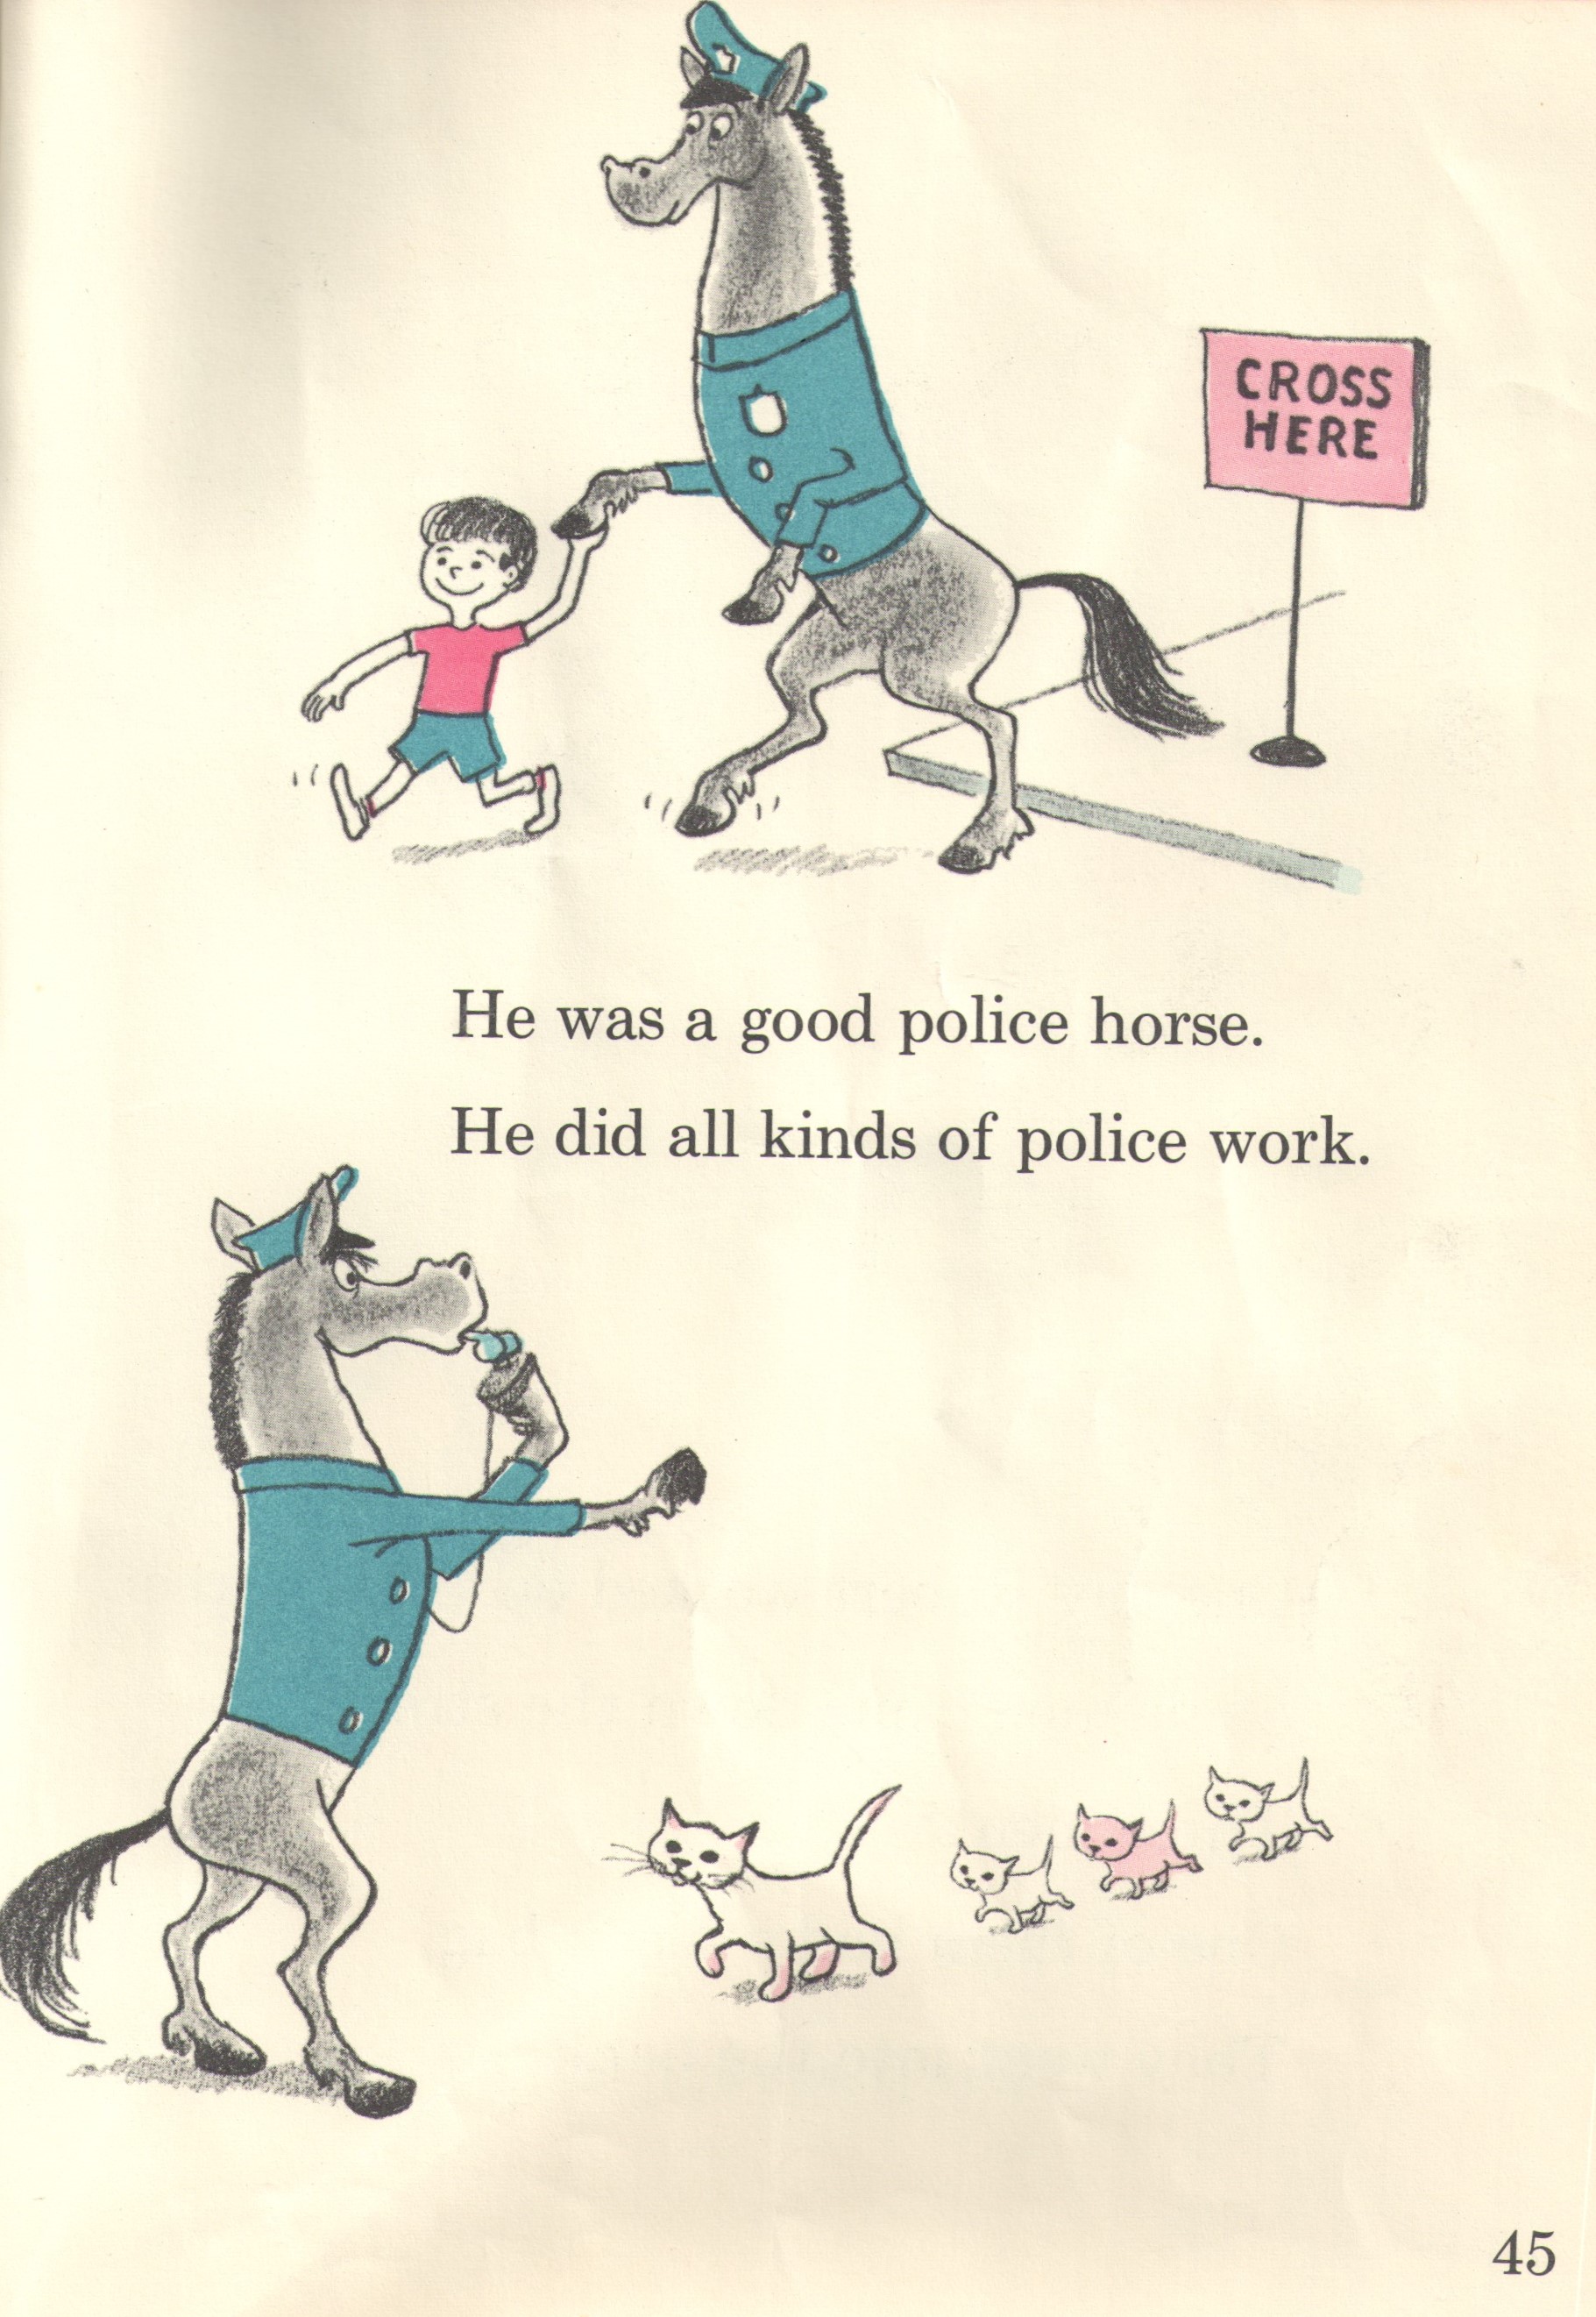 CROSS
HERE
He was a good police horse.
He did all kinds of police work.
45